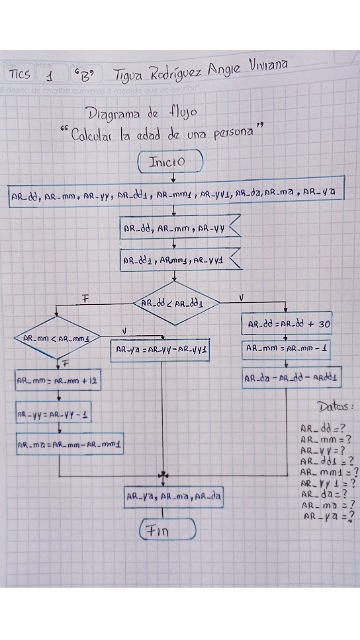 Tics 1 "B" Tigua Rodríguez Angie Viviana
Diagrama de flujo
"Calcular la edad de una persona"
Inicio
AR_dd, AR_mm, AR_yy, AR_dd1, AR_mm1, AR_yy1, AR_da, AR_ma, AR_ya
AR_dd, AR_mm, AR_yy
AR_dd1, ARmm1, AR_yy1
AR_dd < AR_dd1
F
V
AR_mm < AR_mm1
V
F
AR_ya = AR_yy - AR_yy1
AR_dd = AR_dd + 30
AR_mm = AR_mm - 1
AR_da - AR_dd - ARdd1
AR_mm = AR_mm + 12
AR_yy = AR_yy - 1
AR_ma = AR_mm - AR_mm1
Datos:
AR_dd = ?
AR_mm = ?
AR_yy = ?
AR_dd1 = ?
AR_mm1 = ?
AR_yy1 = ?
AR_da = ?
AR_ma = ?
AR_ya = ?
AR_ya, AR_ma, AR_da
Fin